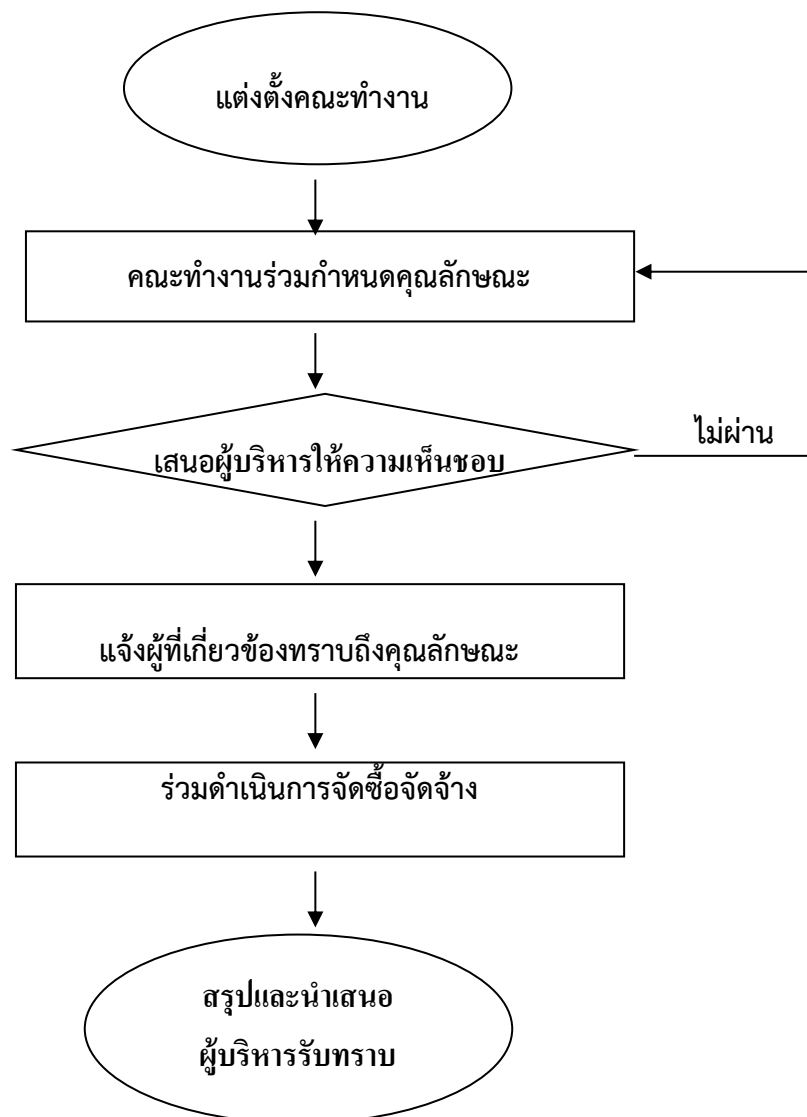 แต่งตั้งคณะทำงาน
คณะทำงานร่วมกำหนดคุณลักษณะ
เสนอผู้บริหารให้ความเห็นชอบ
ไม่ผ่าน
แจ้งผู้ที่เกี่ยวข้องทราบถึงคุณลักษณะ
ร่วมดำเนินการจัดซื้อจัดจ้าง
สรุปและนำเสนอ
ผู้บริหารรับทราบ